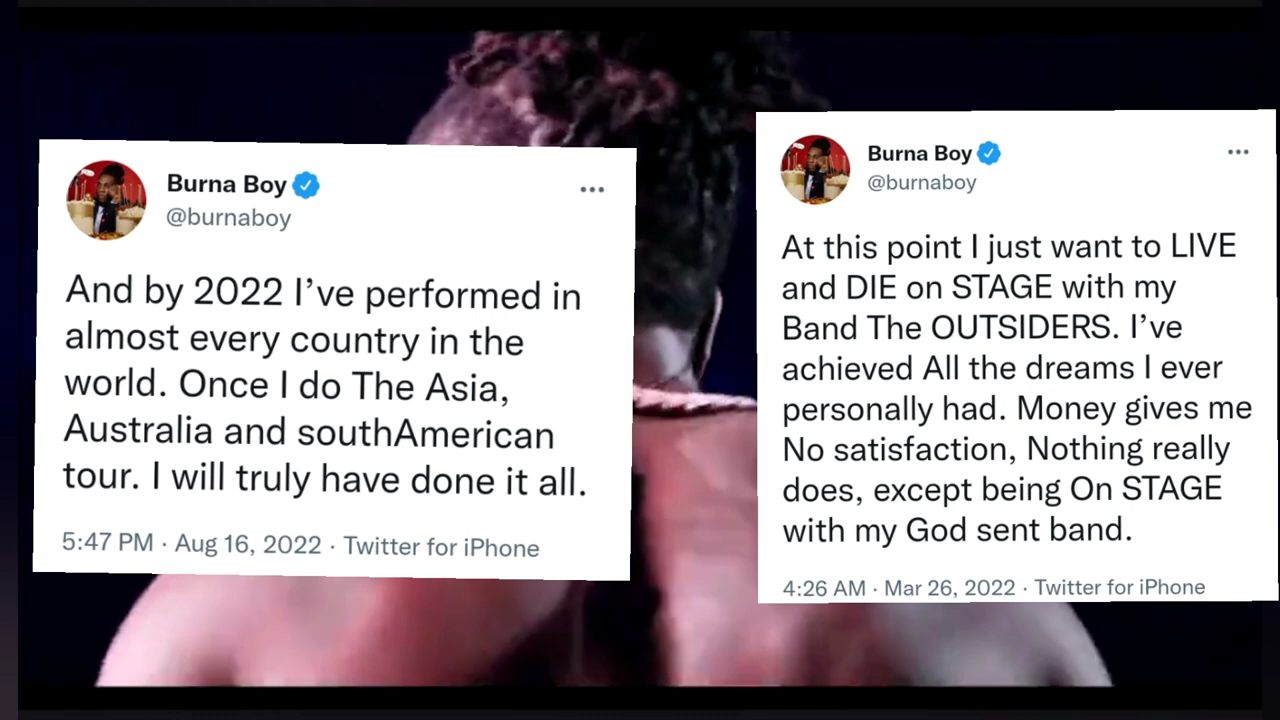 Burna Boy
@burnaboy
And by 2022 I’ve performed in
almost every country in the
world. Once I do The Asia,
Australia and southAmerican
tour. I will truly have done it all.
5:47 PM · Aug 16, 2022 · Twitter for iPhone
Burna Boy
@burnaboy
At this point I just want to LIVE
and DIE on STAGE with my
Band The OUTSIDERS. I’ve
achieved All the dreams I ever
personally had. Money gives me
No satisfaction, Nothing really
does, except being On STAGE
with my God sent band.
4:26 AM · Mar 26, 2022 · Twitter for iPhone